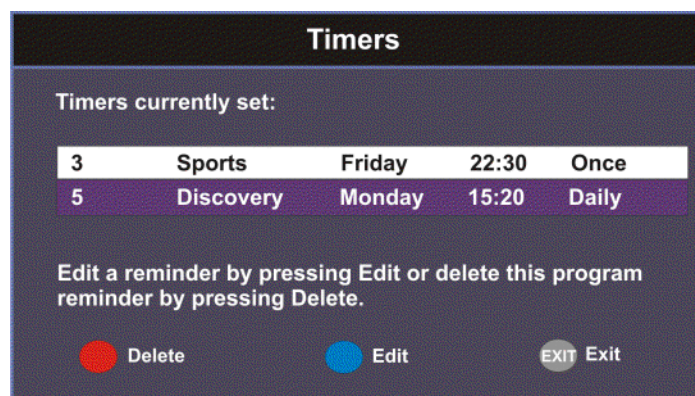 Timers
Timers currently set:
3 Sports Friday 22:30 Once
5 Discovery Monday 15:20 Daily
Edit a reminder by pressing Edit or delete this program
reminder by pressing Delete.
Delete Edit EXIT Exit